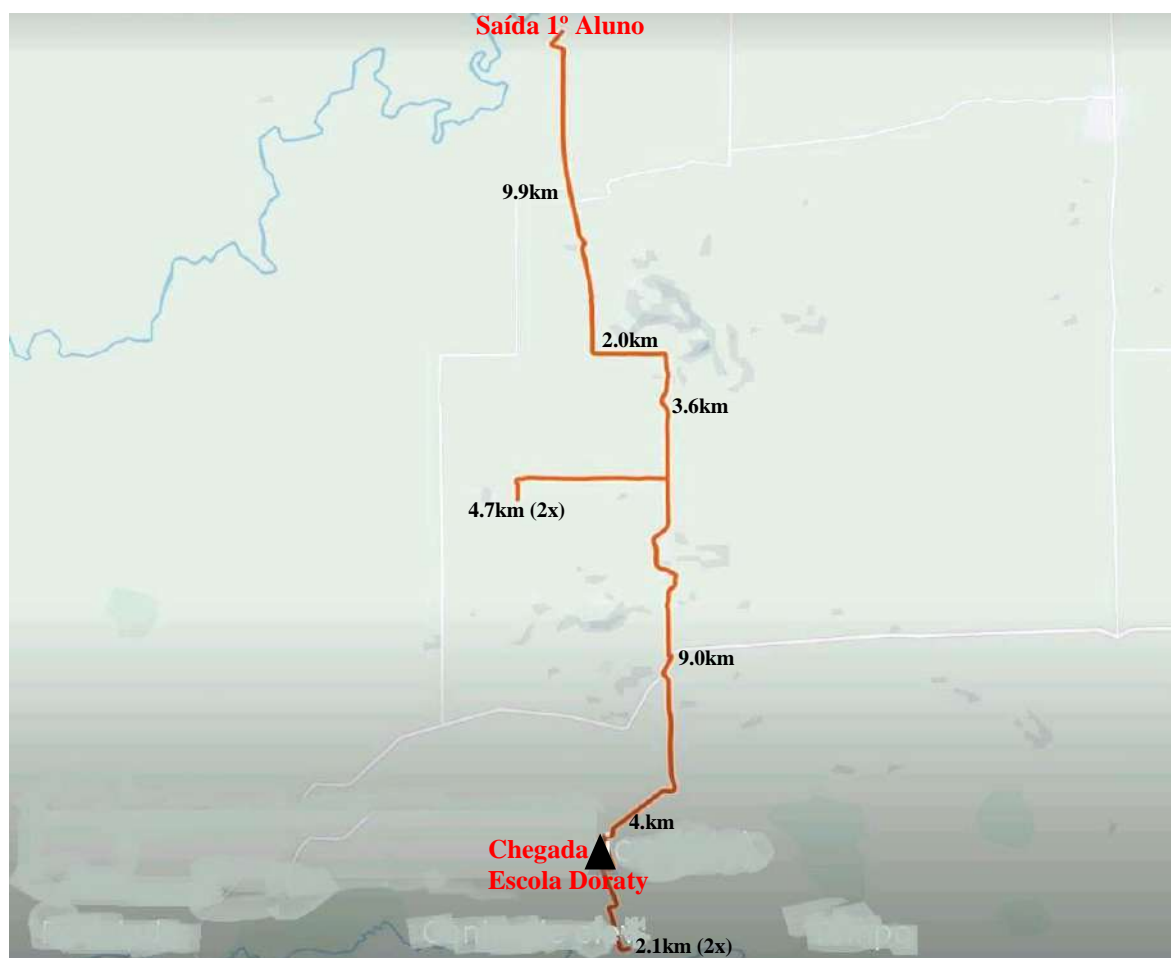 Saída 1º Aluno
9.9km
2.0km
3.6km
4.7km (2x)
9.0km
4.km
Chegada
Escola Doraty
2.1km (2x)